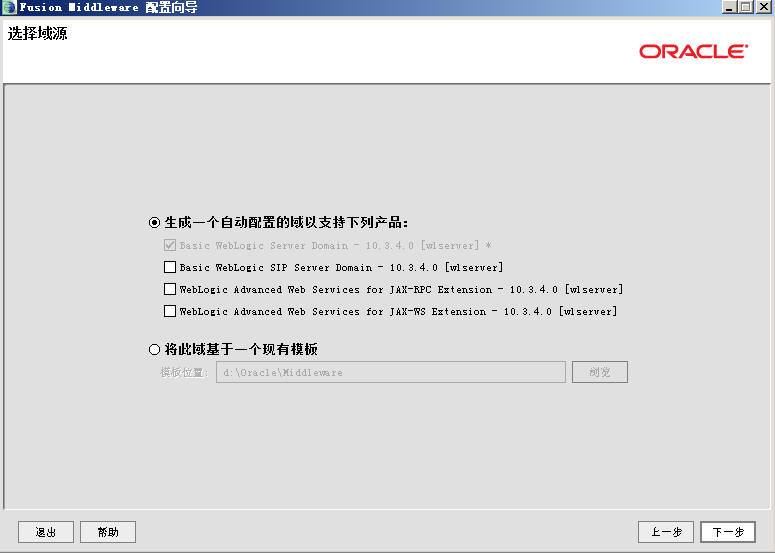 Fusion Middleware 配置向导
选择域源
ORACLE
生成一个自动配置的域以支持下列产品:
Basic WebLogic Server Domain - 10.3.4.0 [wlserver] *
Basic WebLogic SIP Server Domain - 10.3.4.0 [wlserver]
WebLogic Advanced Web Services for JAX-RPC Extension - 10.3.4.0 [wlserver]
WebLogic Advanced Web Services for JAX-WS Extension - 10.3.4.0 [wlserver]
将此域基于一个现有模板
模板位置: d:\Oracle\Middleware 浏览
退出 帮助 上一步 下一步